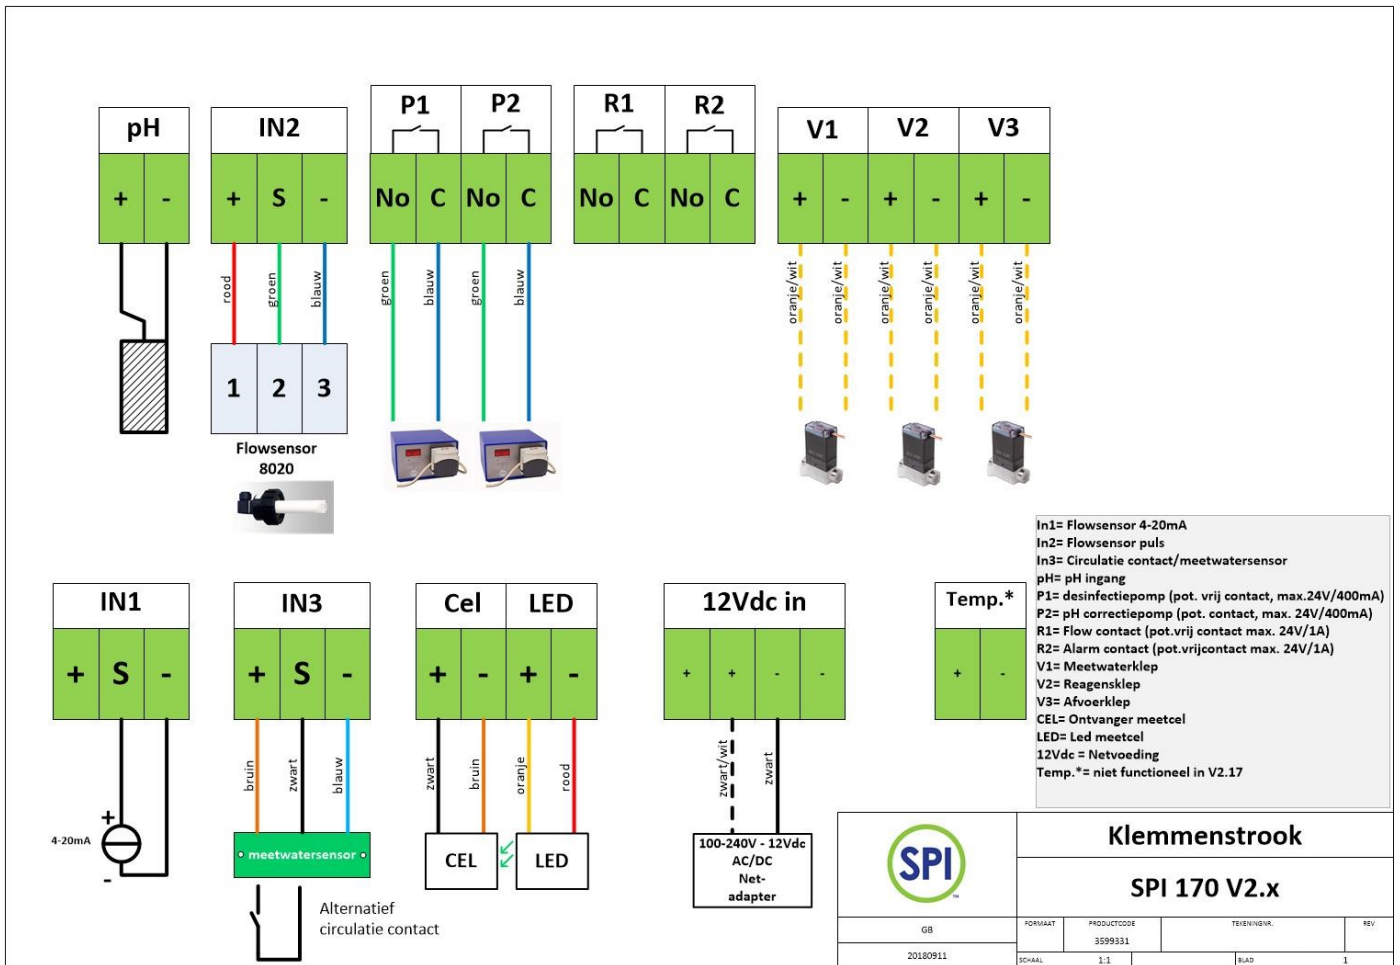 pH
+ -
IN2
+ S -
rood
groen
blauw
1 2 3
Flowsensor
8020
P1 P2
No C No C
groen
blauw
groen
blauw
R1 R2
No C No C
V1 V2 V3
+ - + - + -
oranje/wit
oranje/wit
oranje/wit
oranje/wit
oranje/wit
oranje/wit
IN1
+ S -
4-20mA
+
-
IN3
+ S -
bruin
zwart
blauw
meetwatersensor
Alternatief
circulatie contact
Cel LED
+ - + -
zwart
bruin
oranje
rood
CEL
LED
12Vdc in
+ + - -
zwart/wit
zwart
100-240V - 12Vdc
AC/DC
Net-
adapter
Temp.*
+ -
In1= Flowsensor 4-20mA
In2= Flowsensor puls
In3= Circulatie contact/meetwatersensor
pH= pH ingang
P1= desinfectiepomp (pot. vrij contact, max.24V/400mA)
P2= pH correctiepomp (pot. contact, max. 24V/400mA)
R1= Flow contact (pot.vrij contact max. 24V/1A)
R2= Alarm contact (pot.vrijcontact max. 24V/1A)
V1= Meetwaterklep
V2= Reagensklep
V3= Afvoerklep
CEL= Ontvanger meetcel
LED= Led meetcel
12Vdc = Netvoeding
Temp.*= niet functioneel in V2.17
SPI
Klemmenstrook
SPI 170 V2.x
GB
20180911
FORMAAT
PRODUCTCODE
3599331
TEKENINGNR.
REV
SCHAAL
1:1
BLAD
1